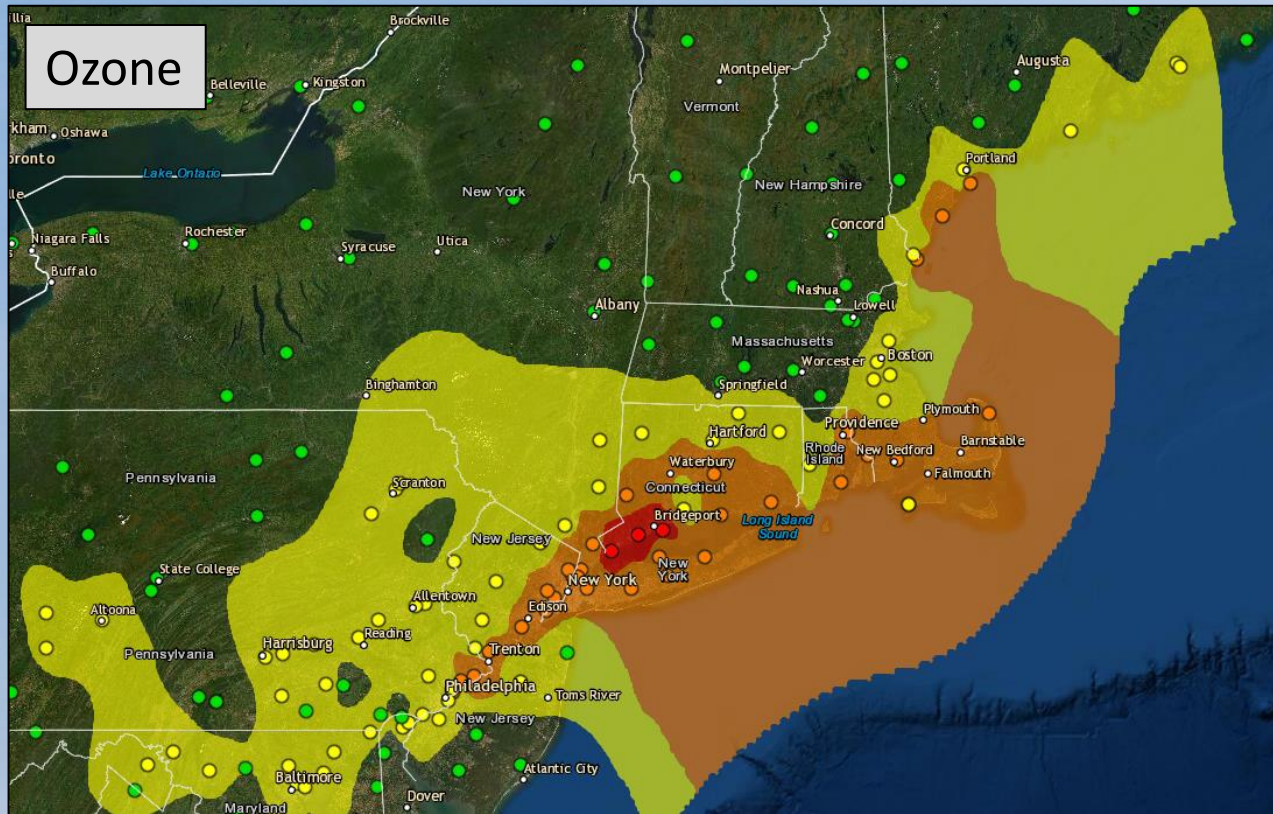 Ozone
Brockville
Belleville
Kingston
Oshawa
Lake Ontario
Montpelier
Vermont
Augusta
Portland
New York
New Hampshire
Concord
Niagara Falls
Rochester
Syracuse
Utica
Buffalo
Nashua
Lowell
Albany
Massachusetts
Worcester
Boston
Binghamton
Springfield
Plymouth
Hartford
Providence
Rhode
Island
New Bedford
Barnstable
Falmouth
Waterbury
Connecticut
Pennsylvania
Scranton
Bridgeport
Long Island
Sound
New Jersey
New
York
State College
New York
Allentown
Edison
Altoona
Reading
Harrisburg
Pennsylvania
Trenton
Philadelphia
Toms River
New Jersey
Baltimore
Atlantic City
Maryland
Dover